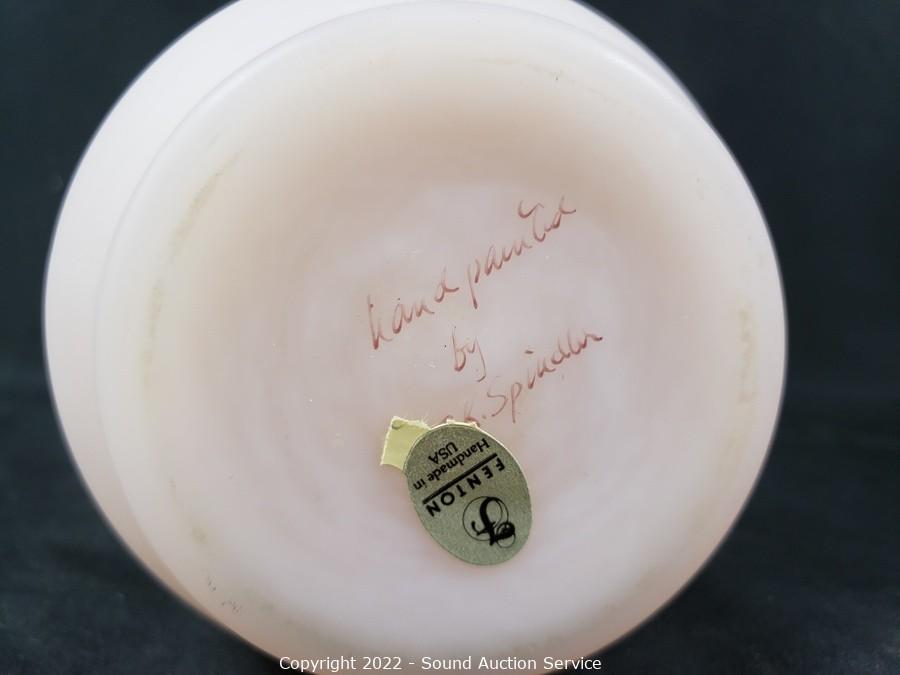 hand painted
by
K. Spindler
F
FENTON
Handmade in
USA
Copyright 2022 - Sound Auction Service